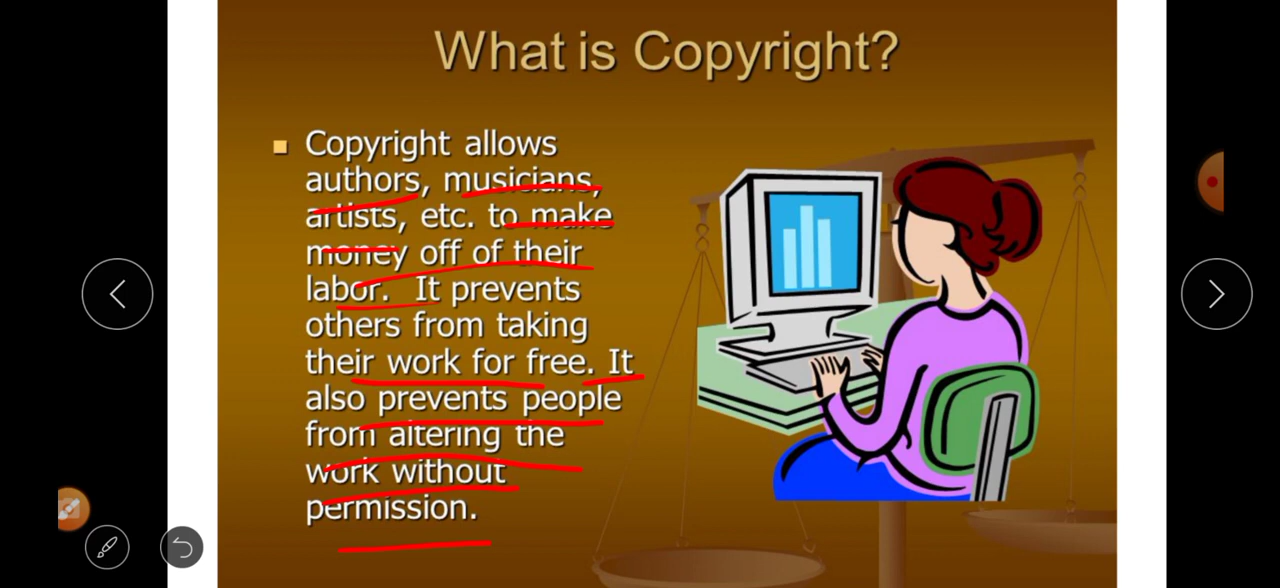 What is Copyright?
Copyright allows
authors, musicians,
artists, etc. to make
money off of their
labor. It prevents
others from taking
their work for free. It
also prevents people
from altering the
work without
permission.